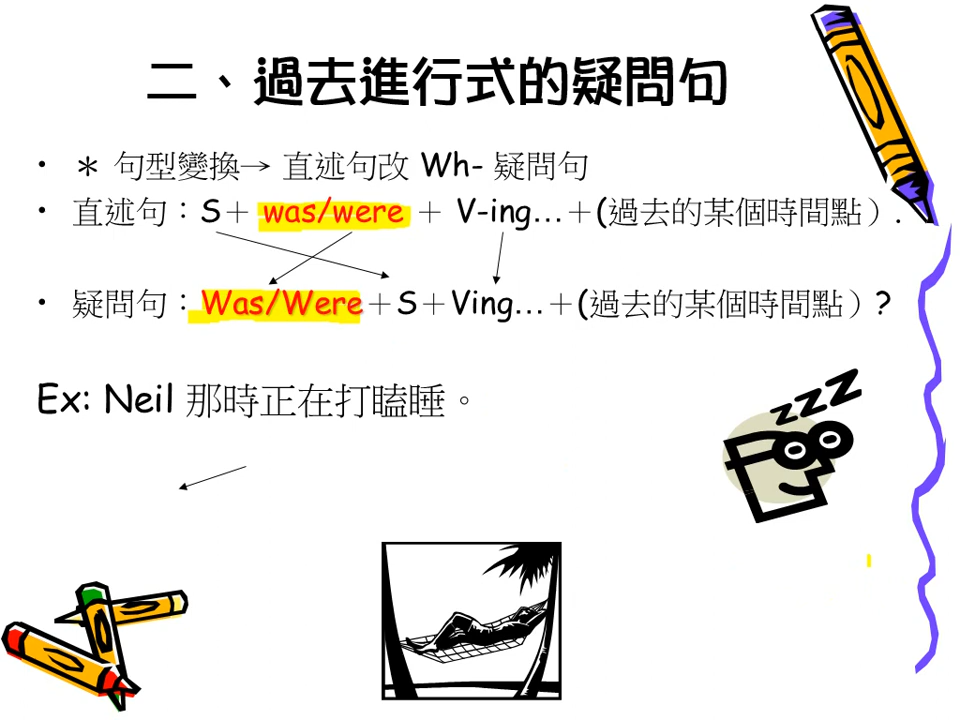 二、過去進行式的疑問句
• ＊ 句型變換→ 直述句改 Wh- 疑問句
• 直述句：S＋ was/were ＋ V-ing…＋(過去的某個時間點）.
• 疑問句：Was/Were＋S＋Ving…＋(過去的某個時間點）?
Ex: Neil 那時正在打瞌睡。
zzz